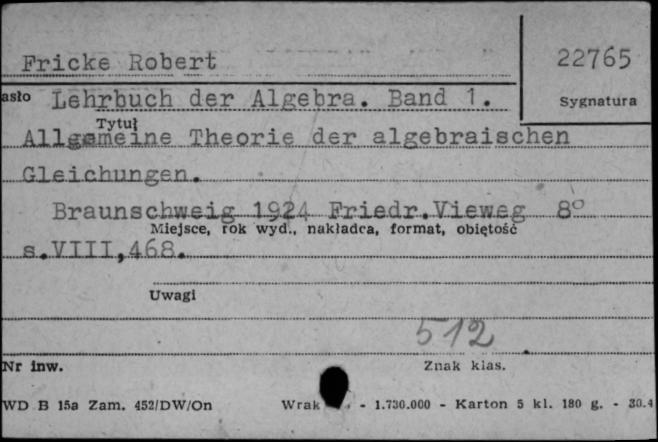 Fricke Robert
22765
asło Lehrbuch der Algebra. Band 1.
Sygnatura
Tytuł
Allgemeine Theorie der algebraischen
Gleichungen.
Braunschweig 1924 Friedr.Vieweg 8°
Miejsce, rok wyd., nakładca, format, obiętość
s.VIII,468.
Uwagi
512
Nr inw.
Znak klas.
WD B 15a Zam. 452/DW/On Wrak - 1.730.000 - Karton 5 kl. 180 g. - 30.4